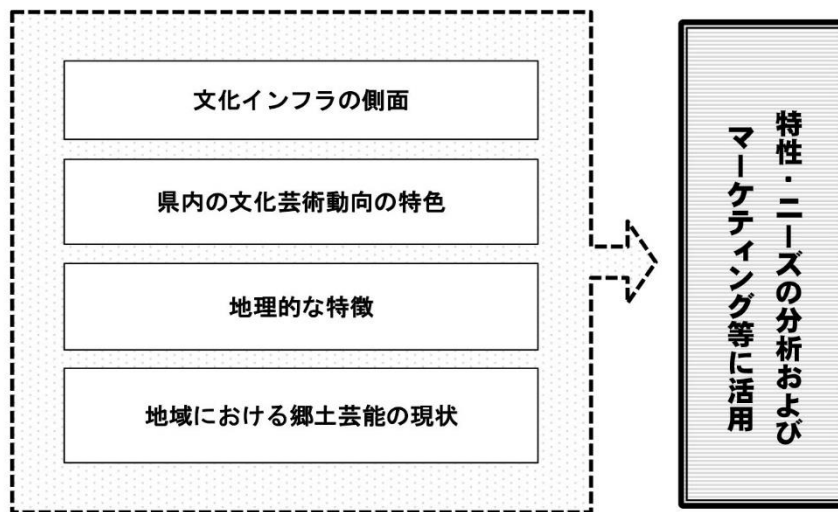 文化インフラの側面
県内の文化芸術動向の特色
地理的な特徴
地域における郷土芸能の現状
特性・ニーズの分析および
マーケティング等に活用